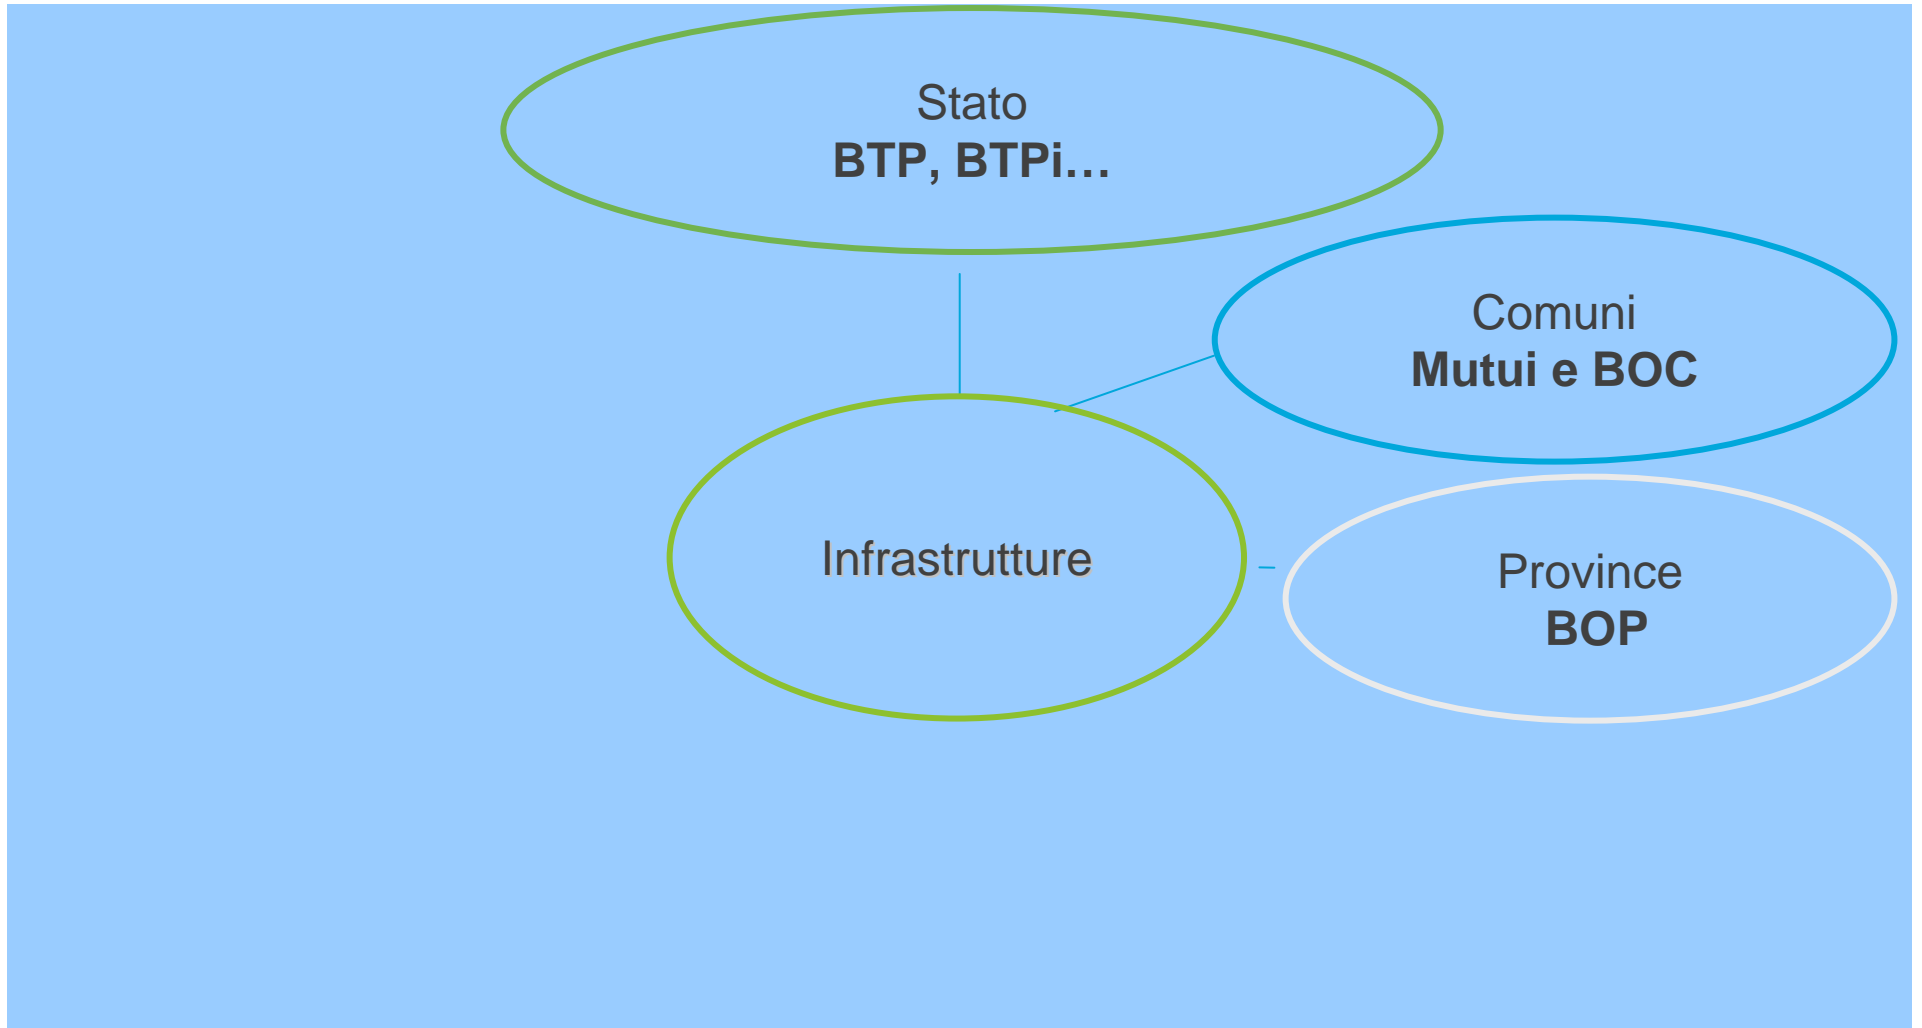 Stato
BTP, BTPi…
Comuni
Mutui e BOC
Infrastrutture
Province
BOP